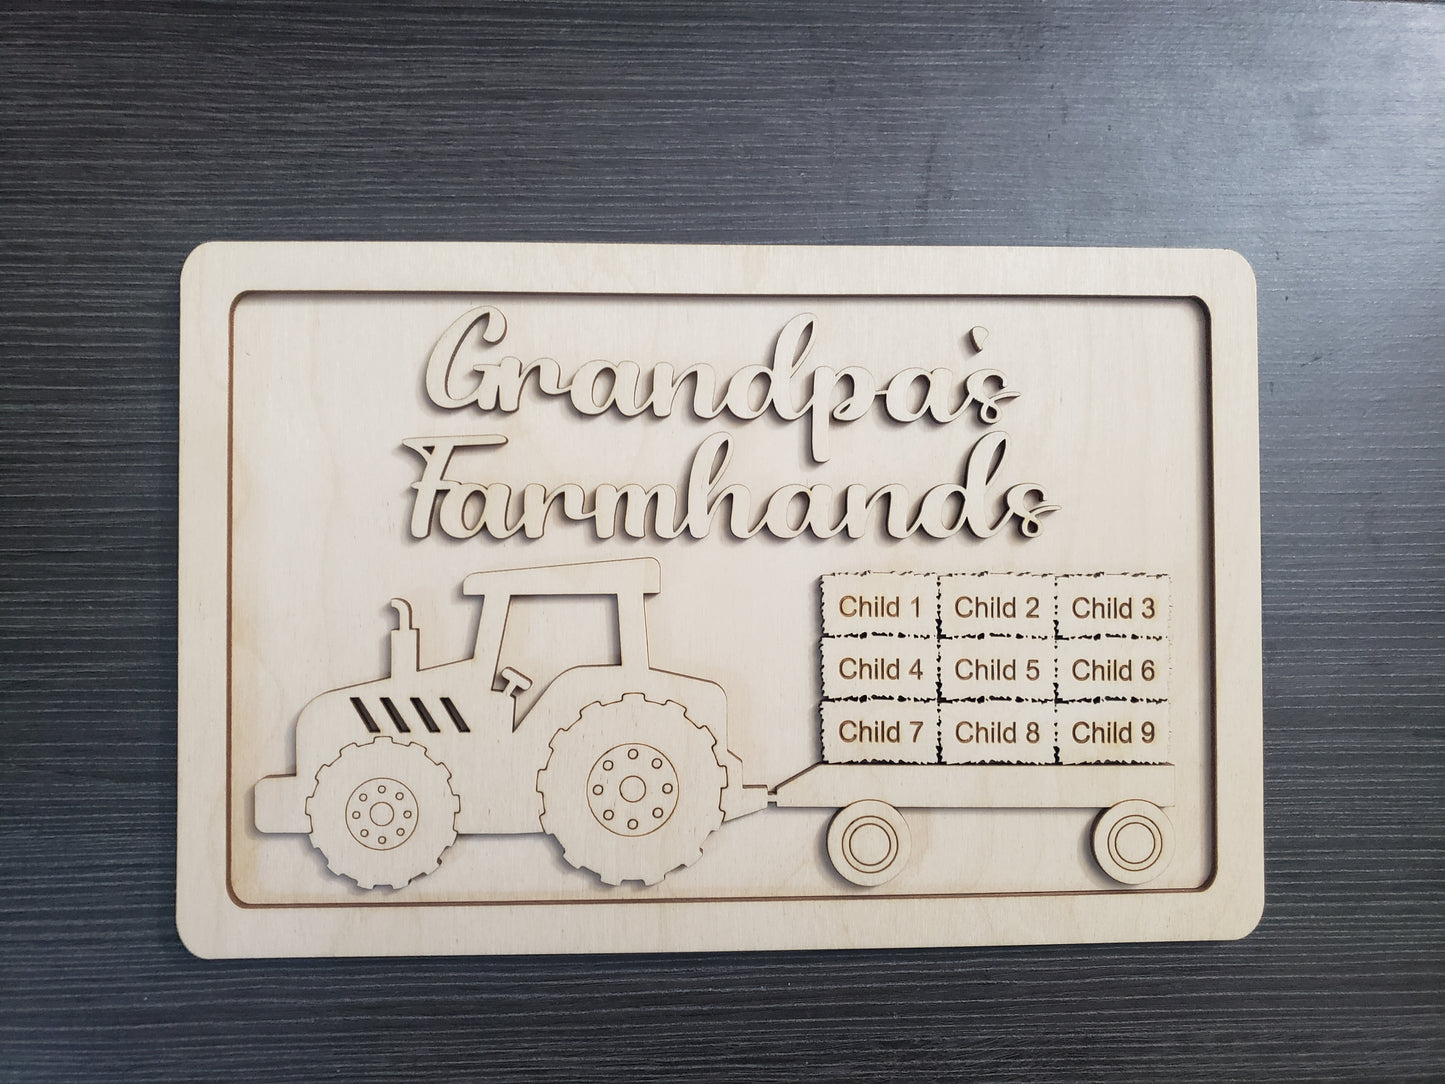 Grandpa's
Farmhands
Child 1 Child 2 Child 3
Child 4 Child 5 Child 6
Child 7 Child 8 Child 9